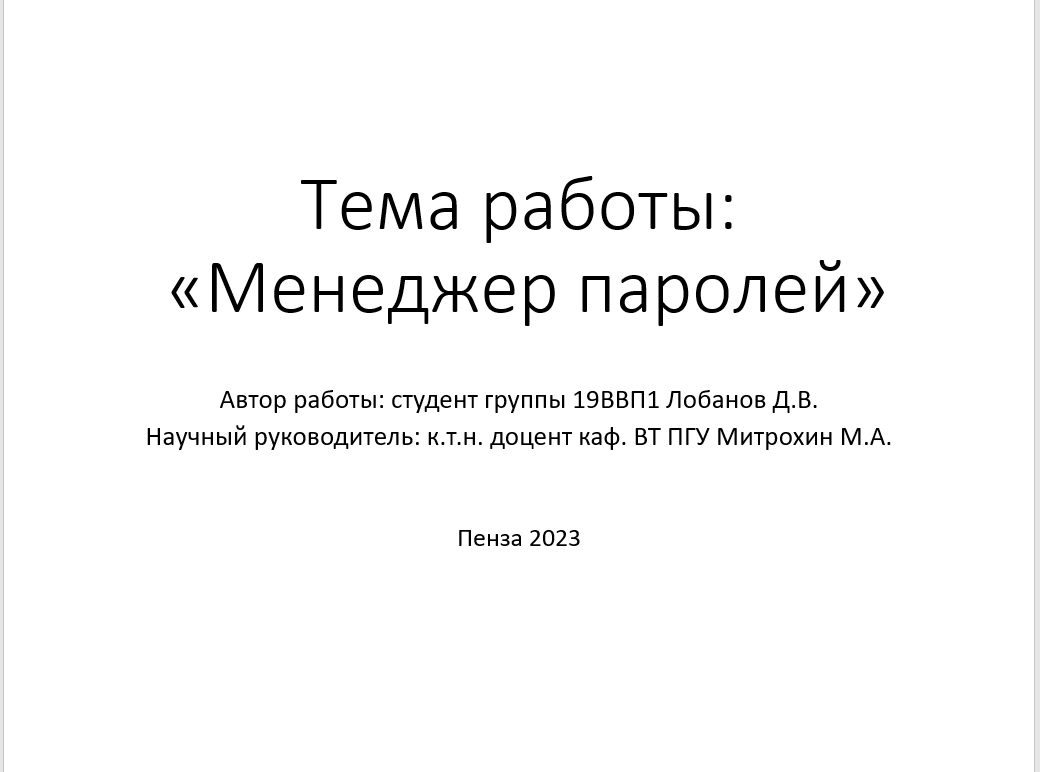 Тема работы:
«Менеджер паролей»
Автор работы: студент группы 19ВВП1 Лобанов Д.В.
Научный руководитель: к.т.н. доцент каф. ВТ ПГУ Митрохин М.А.
Пенза 2023